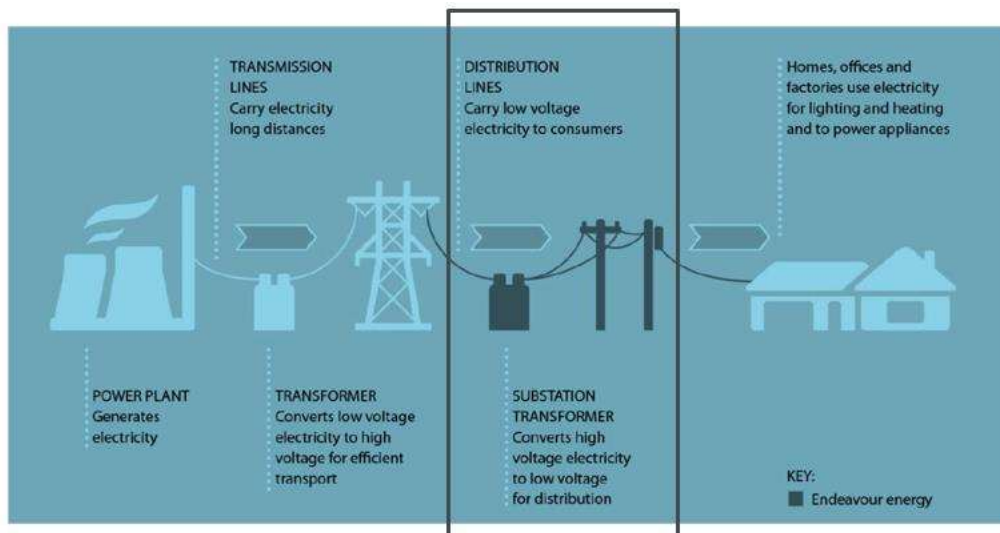 TRANSMISSION
LINES
Carry electricity
long distances
DISTRIBUTION
LINES
Carry low voltage
electricity to consumers
Homes, offices and
factories use electricity
for lighting and heating
and to power appliances
POWER PLANT
Generates
electricity
TRANSFORMER
Converts low voltage
electricity to high
voltage for efficient
transport
SUBSTATION
TRANSFORMER
Converts high
voltage electricity
to low voltage
for distribution
KEY:
Endeavour energy